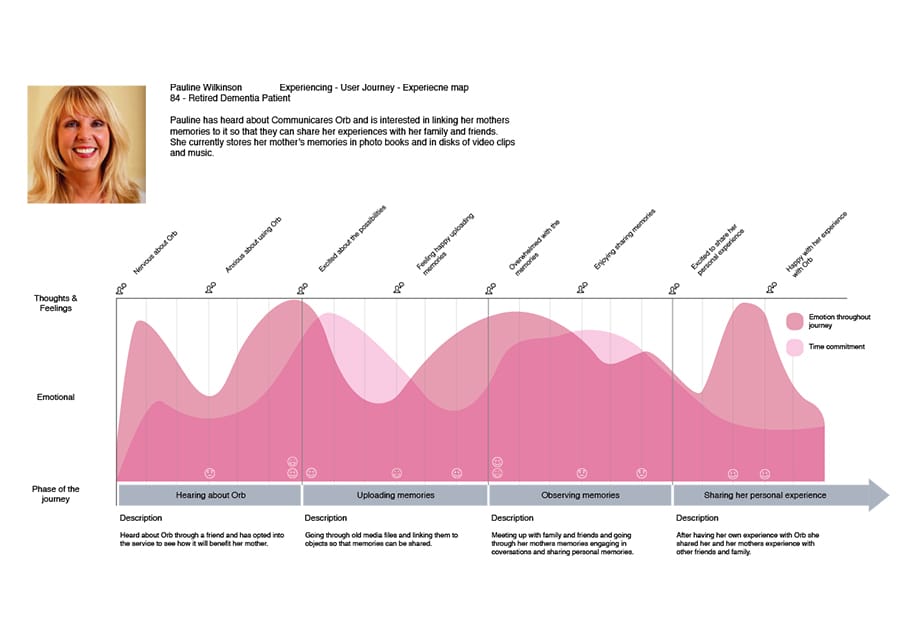 Pauline Wilkinson Experiencing - User Journey - Experiecne map
84 - Retired Dementia Patient
Pauline has heard about Communicares Orb and is interested in linking her mothers
memories to it so that they can share her experiences with her family and friends.
She currently stores her mother's memories in photo books and in disks of video clips
and music.
Nervous about Orb
Anxious about using Orb
Excited about the possibilities
Feeling happy uploading
memories
Overwhelmed with the
memories
Enjoying sharing memories
Excited to share her
personal experience
Happy with her experience
with Orb
Thoughts &
Feelings
Emotion throughout
journey
Time commitment
Emotional
Phase of the
journey
Hearing about Orb
Uploading memories
Observing memories
Sharing her personal experience
Description
Heard about Orb through a friend and has opted into
the service to see how it will benefit her mother.
Description
Going through old media files and linking them to
objects so that memories can be shared.
Description
Meeting up with family and friends and going
through her mothers memories engaging in
coversations and sharing personal memories.
Description
After having her own experience with Orb she
shared her and her mothers experience with
other friends and family.